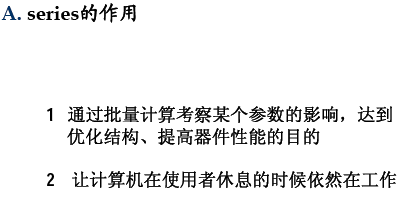 A. series的作用
1 通过批量计算考察某个参数的影响，达到
优化结构、提高器件性能的目的
2 让计算机在使用者休息的时候依然在工作